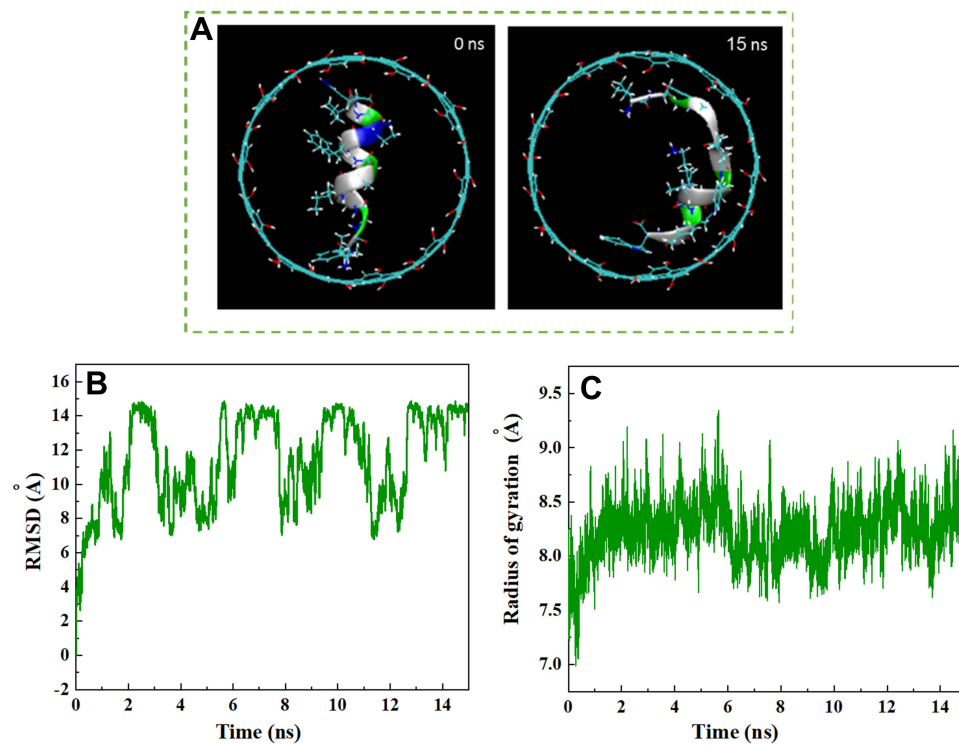 A
0 ns
15 ns
B
16
14
12
10
8
6
4
2
0
-2
RMSD (Å)
0 2 4 6 8 10 12 14
Time (ns)
C
9.5
9.0
8.5
8.0
7.5
7.0
Radius of gyration (Å)
0 2 4 6 8 10 12 14
Time (ns)